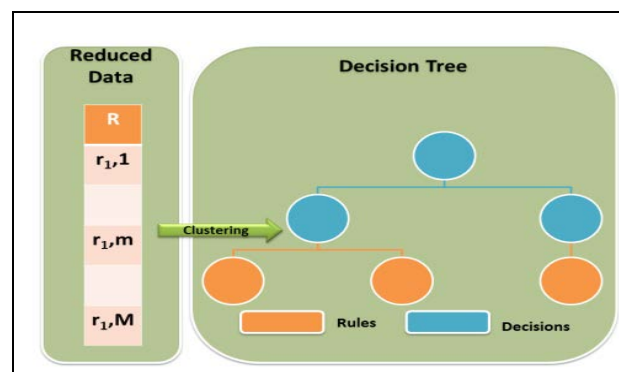 Reduced
Data
R
r₁,1
r₁,m
r₁,M
Decision Tree
Clustering
Rules
Decisions